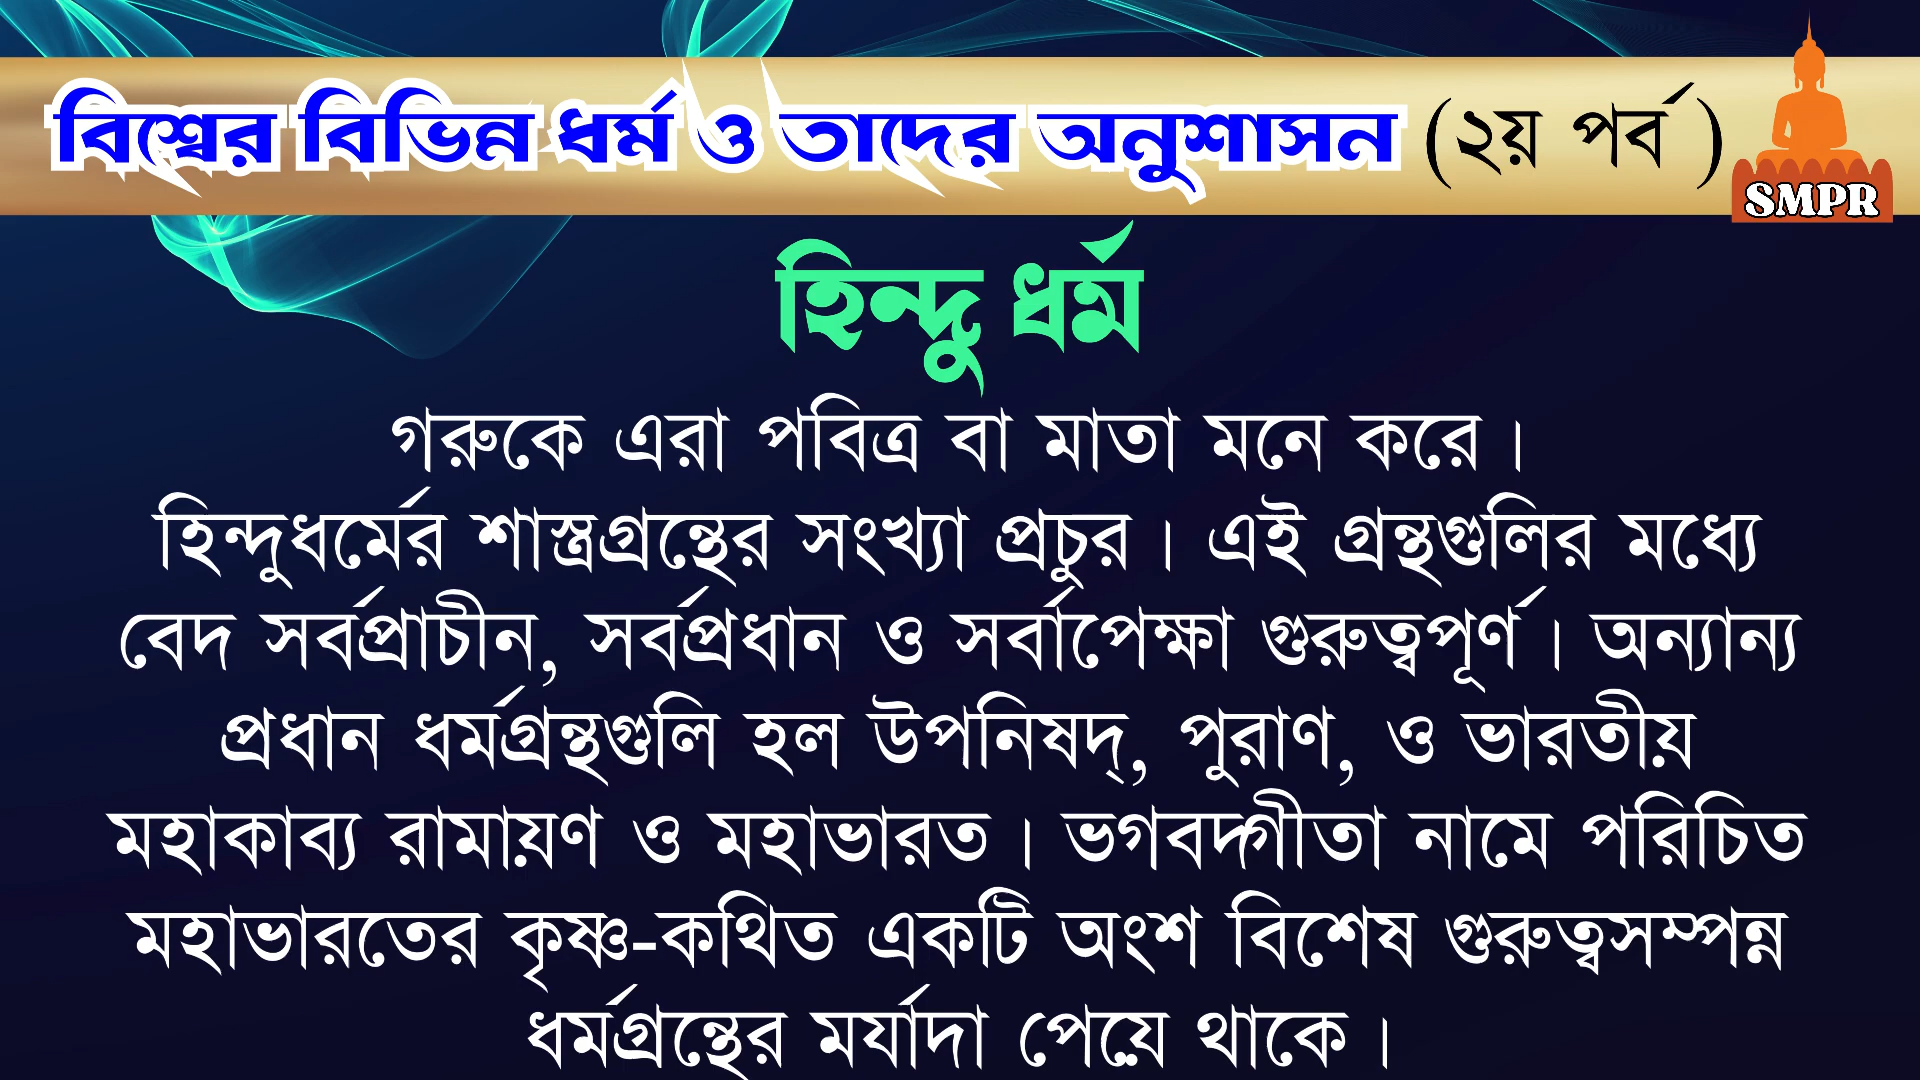 বিশ্বের বিভিন্ন ধর্ম ও তাদের অনুশাসন (২য় পর্ব )
SMPR
হিন্দু ধর্ম
গরুকে এরা পবিত্র বা মাতা মনে করে।
হিন্দুধর্মের শাস্ত্রগ্রন্থের সংখ্যা প্রচুর। এই গ্রন্থগুলির মধ্যে
বেদ সর্বপ্রাচীন, সর্বপ্রধান ও সর্বাপেক্ষা গুরুত্বপূর্ণ। অন্যান্য
প্রধান ধর্মগ্রন্থগুলি হল উপনিষদ্‌, পুরাণ, ও ভারতীয়
মহাকাব্য রামায়ণ ও মহাভারত। ভগবদ্গীতা নামে পরিচিত
মহাভারতের কৃষ্ণ-কথিত একটি অংশ বিশেষ গুরুত্বসম্পন্ন
ধর্মগ্রন্থের মর্যাদা পেয়ে থাকে।